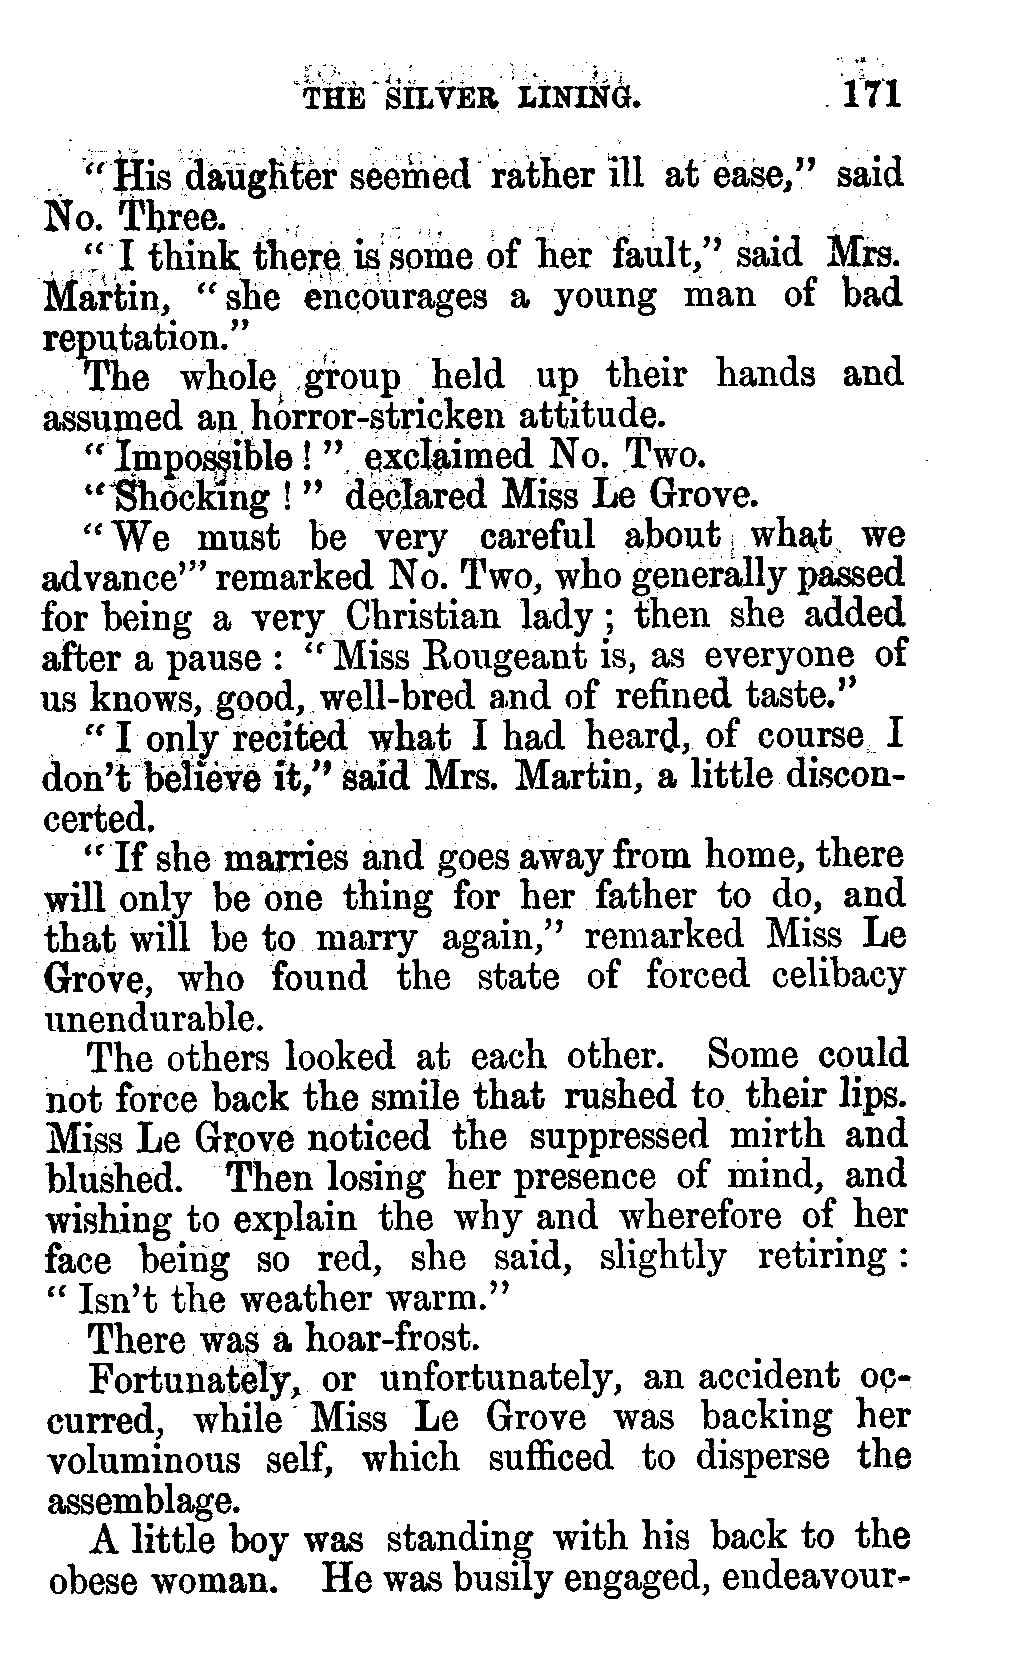 THE SILVER LINING. 171
"His daughter seemed rather ill at ease," said
No. Three.
"I think there is some of her fault," said Mrs.
Martin, "she encourages a young man of bad
reputation."
The whole group held up their hands and
assumed an horror-stricken attitude.
"Impossible!" exclaimed No. Two.
"Shocking!" declared Miss Le Grove.
"We must be very careful about what we
advance'" remarked No. Two, who generally passed
for being a very Christian lady; then she added
after a pause: "Miss Rougeant is, as everyone of
us knows, good, well-bred and of refined taste."
"I only recited what I had heard, of course I
don't believe it," said Mrs. Martin, a little discon-
certed.
"If she marries and goes away from home, there
will only be one thing for her father to do, and
that will be to marry again," remarked Miss Le
Grove, who found the state of forced celibacy
unendurable.
The others looked at each other. Some could
not force back the smile that rushed to their lips.
Miss Le Grove noticed the suppressed mirth and
blushed. Then losing her presence of mind, and
wishing to explain the why and wherefore of her
face being so red, she said, slightly retiring:
"Isn't the weather warm."
There was a hoar-frost.
Fortunately, or unfortunately, an accident oc-
curred, while Miss Le Grove was backing her
voluminous self, which sufficed to disperse the
assemblage.
A little boy was standing with his back to the
obese woman. He was busily engaged, endeavour-